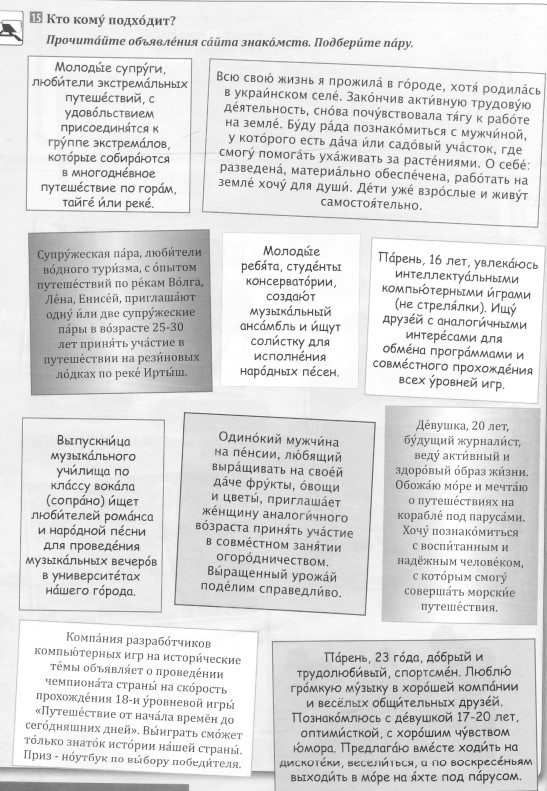 15 Кто кому́ подхо́дит?
Прочита́йте объявле́ния са́йта знако́мств. Подбери́те па́ру.
Молоды́е супру́ги,
люби́тели экстрема́льных
путеше́ствий, с
удово́льствием
присоединя́тся к
гру́ппе экстрема́лов,
кото́рые собира́ются
в многодне́вное
путеше́ствие по гора́м,
тайге́ и́ли реке́.
Всю свою́ жизнь я прожила́ в го́роде, хотя́ родила́сь
в украи́нском селе́. Зако́нчив акти́вную трудову́ю
де́ятельность, сно́ва почу́вствовала тя́гу к рабо́те
на земле́. Бу́ду ра́да познако́миться с мужчи́ной,
у кото́рого есть да́ча и́ли садо́вый уча́сток, где
смогу́ помога́ть уха́живать за расте́ниями. О себе́:
разведена́, материа́льно обеспе́чена, рабо́тать на
земле́ хочу́ для души́. Де́ти уже́ взро́слые и живу́т
самостоя́тельно.
Супру́жеская па́ра, люби́тели
во́дного тури́зма, с о́пытом
путеше́ствий по ре́кам Во́лга,
Ле́на, Енисе́й, приглаша́ют
одну́ и́ли две супру́жские
па́ры в во́зрасте 25-30
лет приня́ть уча́стие в
путеше́ствии на рези́новых
ло́дках по реке́ Ирты́ш.
Молоды́е
ребя́та, студе́нты
консервато́рии,
создаю́т
музыка́льный
анса́мбль и и́щут
соли́стку для
исполне́ния
наро́дных пе́сен.
Па́рень, 16 лет, увлека́юсь
интеллектуа́льными
компью́терными и́грами
(не стреля́лки). Ищу́
друзе́й с аналоги́чными
интере́сами для
обме́на програ́ммами и
совме́стного прохожде́ния
всех у́ровней игр.
Выпускни́ца
музыка́льного
учи́лища по
кла́ссу вока́ла
(сопра́но) и́щет
люби́телей рома́нса
и наро́дной пе́сни
для проведе́ния
музыка́льных вечеро́в
в университе́тах
на́шего го́рода.
Одино́кий мужчи́на
на пе́нсии, лю́бящий
выра́щивать на свое́й
да́че фру́кты, о́вощи
и цветы́, приглаша́ет
же́нщину аналоги́чного
во́зраста приня́ть уча́стие
в совме́стном заня́тии
огоро́дничеством.
Вы́ращенный урожа́й
поде́лим справедли́во.
Де́вушка, 20 лет,
бу́дущий журнали́ст,
веду́ акти́вный и
здоро́вый о́браз жи́зни.
Обожа́ю мо́ре и мечта́ю
о путеше́ствиях на
корабле́ под паруса́ми.
Хочу́ познако́миться
с воспи́танным и
надёжным челове́ком,
с кото́рым смогу́
соверша́ть морски́е
путеше́ствия.
Компа́ния разрабо́тчиков
компью́терных игр на истори́ческие
те́мы объявля́ет о проведе́нии
чемпиона́та страны́ на ско́рость
прохожде́ния 18-и у́ровневой игры́
«Путеше́ствие от нача́ла времён до
сего́дняшних дней». Вы́играть смо́жет
то́лько знато́к исто́рии на́шей страны́.
Приз - но́утбук по вы́бору победи́теля.
Па́рень, 23 го́да, до́брый и
трудолюби́вый, спортсме́н. Люблю́
гро́мкую му́зыку в хоро́шей компа́нии
и весёлых общи́тельных друзе́й.
Познако́млюсь с де́вушкой 17-20 лет,
оптими́сткой, с хоро́шим чу́вством
ю́мора. Предлага́ю вме́сте ходи́ть на
дискоте́ки, весели́ться, а по воскресе́ньям
выходи́ть в мо́ре на я́хте под па́русом.